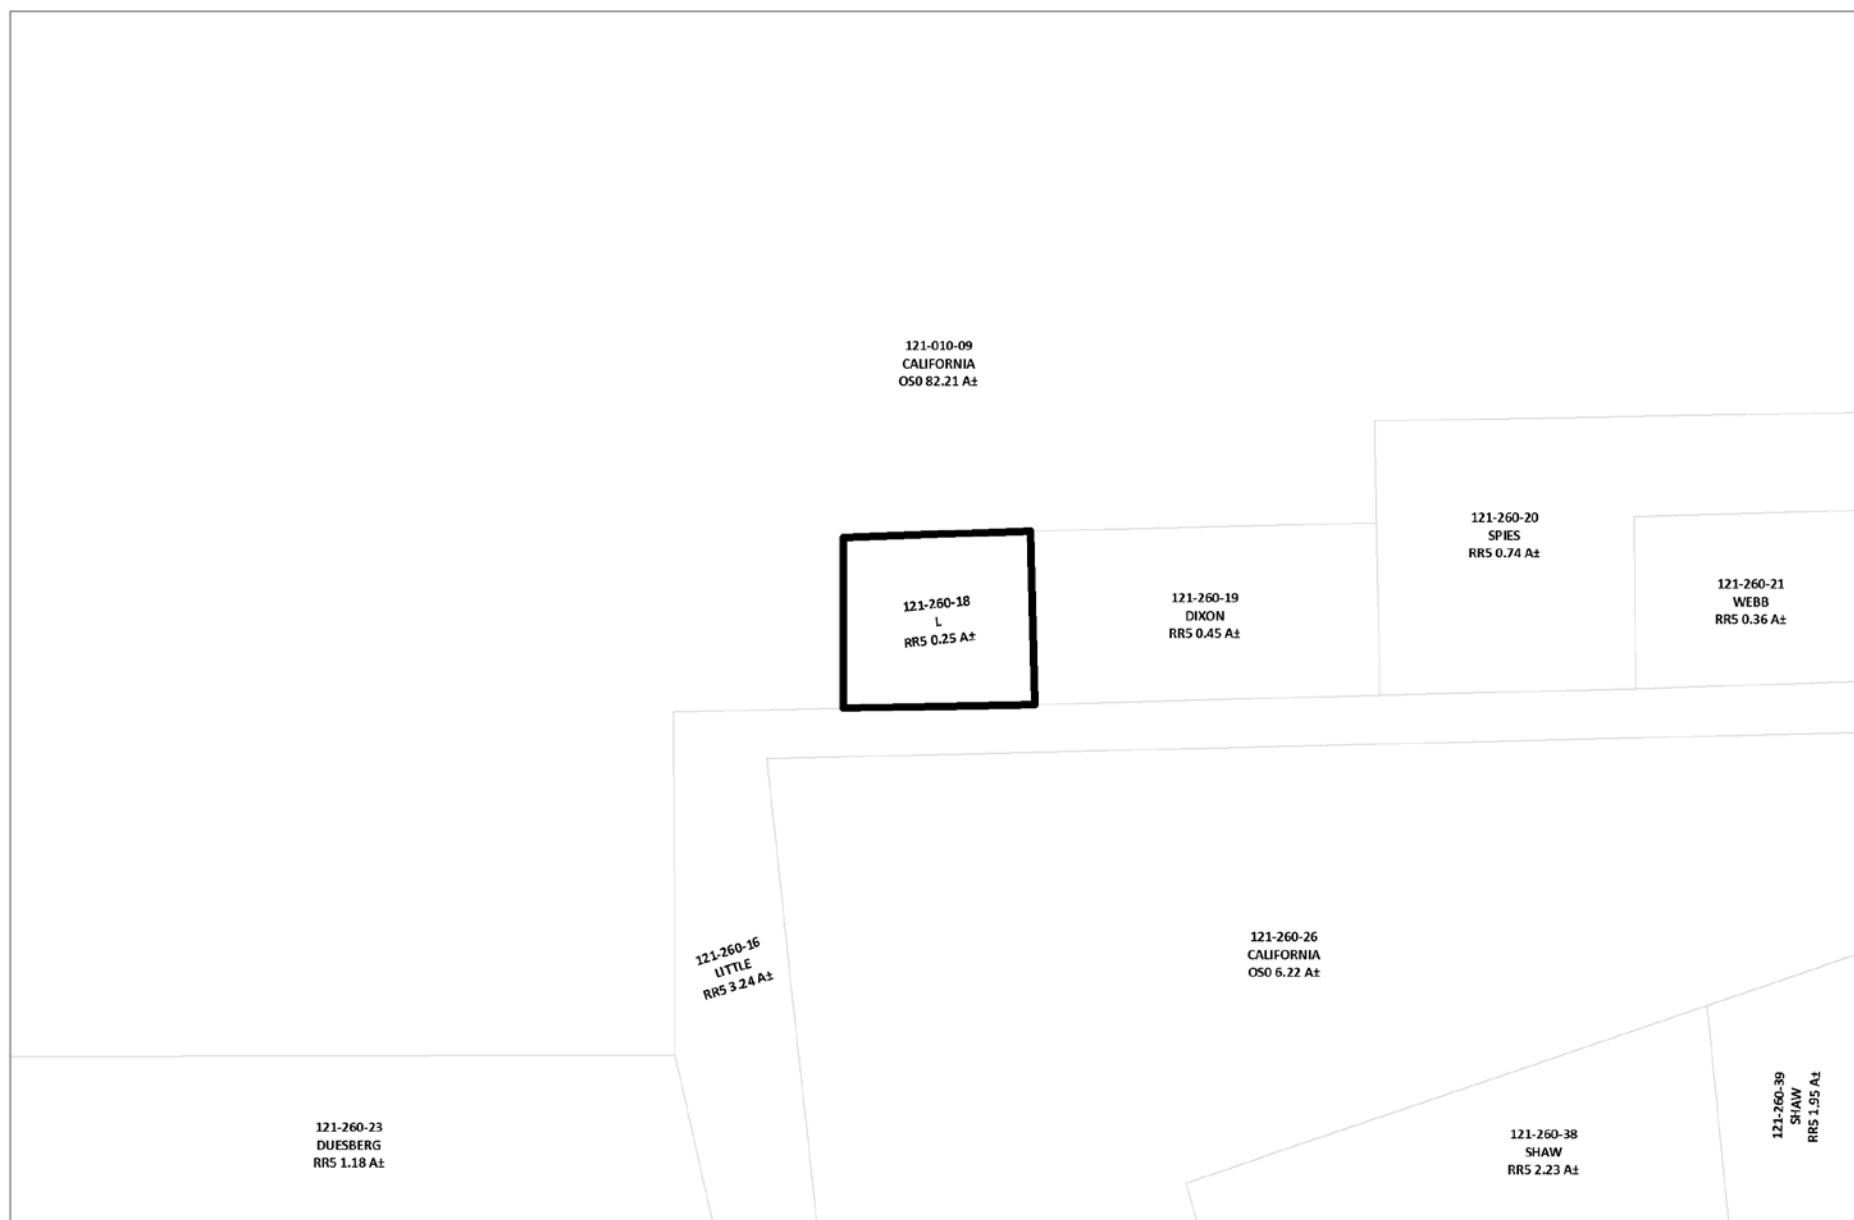 121-010-09
CALIFORNIA
OS0 82.21 A±
121-260-20
SPIES
RR5 0.74 A±
121-260-21
WEBB
RR5 0.36 A±
121-260-18
L
RR5 0.25 A±
121-260-19
DIXON
RR5 0.45 A±
121-260-16
LITTLE
RR5 3.24 A±
121-260-26
CALIFORNIA
OS0 6.22 A±
121-260-23
DUESBERG
RR5 1.18 A±
121-260-38
SHAW
RR5 2.23 A±
121-260-39
SHAW
RR5 1.95 A±